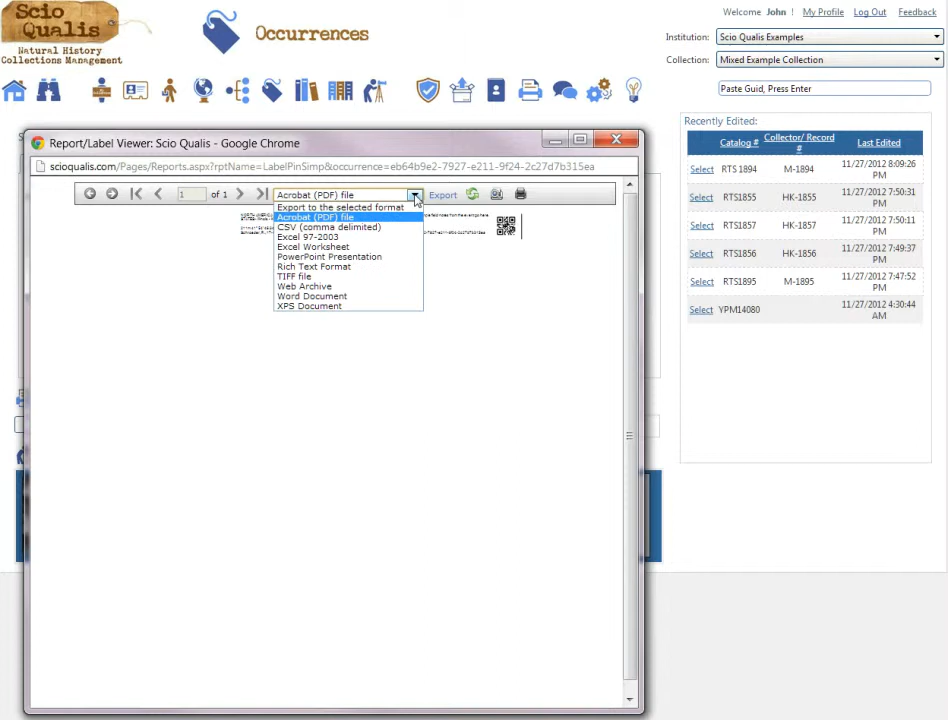 Scio
Qualis
Natural History
Collections Management
Occurrences
Welcome John ! My Profile Log Out Feedback
Institution: Scio Qualis Examples
Collection: Mixed Example Collection
Paste Guid, Press Enter
Recently Edited:
Catalog # Collector/ Record # Last Edited
Select RTS 1894 M-1894 11/27/2012 8:09:26 PM
Select RTS1855 HK-1855 11/27/2012 7:50:31 PM
Select RTS1857 HK-1857 11/27/2012 7:50:11 PM
Select RTS1856 HK-1856 11/27/2012 7:49:37 PM
Select RTS1895 M-1895 11/27/2012 7:47:52 PM
Select YPM14080 11/27/2012 4:30:44 AM
Report/Label Viewer: Scio Qualis - Google Chrome
scioqualis.com/Pages/Reports.aspx?rptName=LabelPinSimp&occurrence=eb64b9e2-7927-e211-9f24-2c27d7b315ea
1 of 1 Acrobat (PDF) file Export
Export to the selected format
Acrobat (PDF) file
CSV (comma delimited)
Excel 97-2003
Excel Worksheet
PowerPoint Presentation
Rich Text Format
TIFF file
Web Archive
Word Document
XPS Document